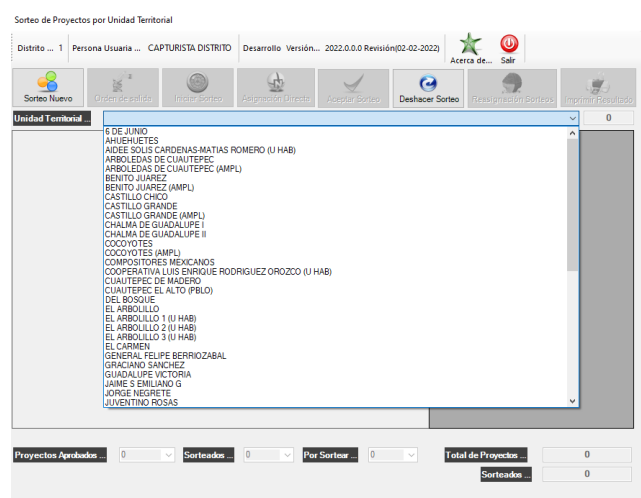 Sorteo de Proyectos por Unidad Territorial
Distrito ... 1 Persona Usuaria ... CAPTURISTA DISTRITO Desarrollo Versión... 2022.0.0.0 Revisión(02-02-2022) Acerca de... Salir
Sorteo Nuevo Orden de salida Iniciar Sorteo Asignación Directa Aceptar Sorteo Deshacer Sorteo Reasignación Sorteos Imprimir Resultado
Unidad Territorial ... 0
6 DE JUNIO
AHUEHUETES
AIDEE SOLIS CARDENAS-MATIAS ROMERO (U HAB)
ARBOLEDAS DE CUAUTEPEC
ARBOLEDAS DE CUAUTEPEC (AMPL)
BENITO JUAREZ
BENITO JUAREZ (AMPL)
CASTILLO CHICO
CASTILLO GRANDE
CASTILLO GRANDE (AMPL)
CHALMA DE GUADALUPE I
CHALMA DE GUADALUPE II
COCOYOTES
COCOYOTES (AMPL)
COMPOSITORES MEXICANOS
COOPERATIVA LUIS ENRIQUE RODRIGUEZ OROZCO (U HAB)
CUAUTEPEC DE MADERO
CUAUTEPEC EL ALTO (PBLO)
DEL BOSQUE
EL ARBOLILLO
EL ARBOLILLO 1 (U HAB)
EL ARBOLILLO 2 (U HAB)
EL ARBOLILLO 3 (U HAB)
EL CARMEN
GENERAL FELIPE BERRIOZABAL
GRACIANO SANCHEZ
GUADALUPE VICTORIA
JAIME S EMILIANO G
JORGE NEGRETE
JUVENTINO ROSAS
Proyectos Aprobados ... 0 Sorteados ... 0 Por Sortear ... 0 Total de Proyectos ... 0
Sorteados ... 0